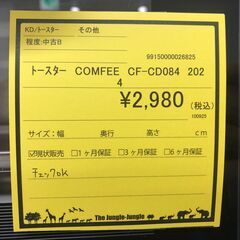 KD/トースター　その他
程度:中古B
99150000026825
トースター COMFEE CF-CD084 202
4
¥2,980 (税込)
100925
サイズ：幅　奥行　高さ　cm
☑現状販売 □1ヶ月保証 □3ヶ月保証 □6ヶ月保証
チェックOK
The Jungle-Jungle